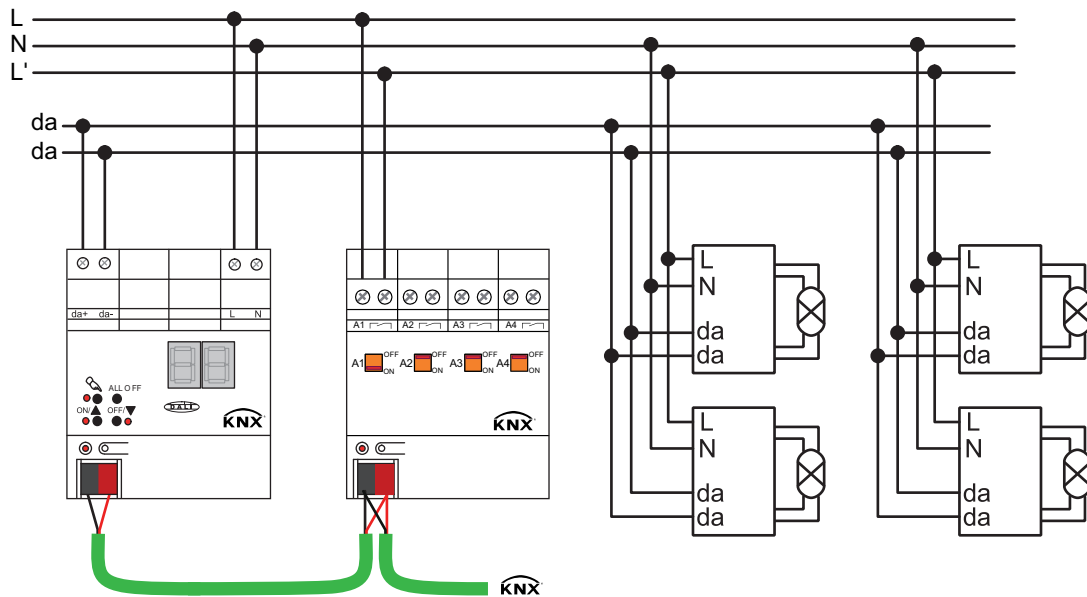 L
N
L'
da
da
da+ da- L N
ALL OFF
ON/▲ OFF/▼
DALI
KNX
A1 A2 A3 A4
A1 OFF ON A2 OFF ON A3 OFF ON A4 OFF ON
KNX
L
N
da
da
L
N
da
da
L
N
da
da
L
N
da
da
KNX